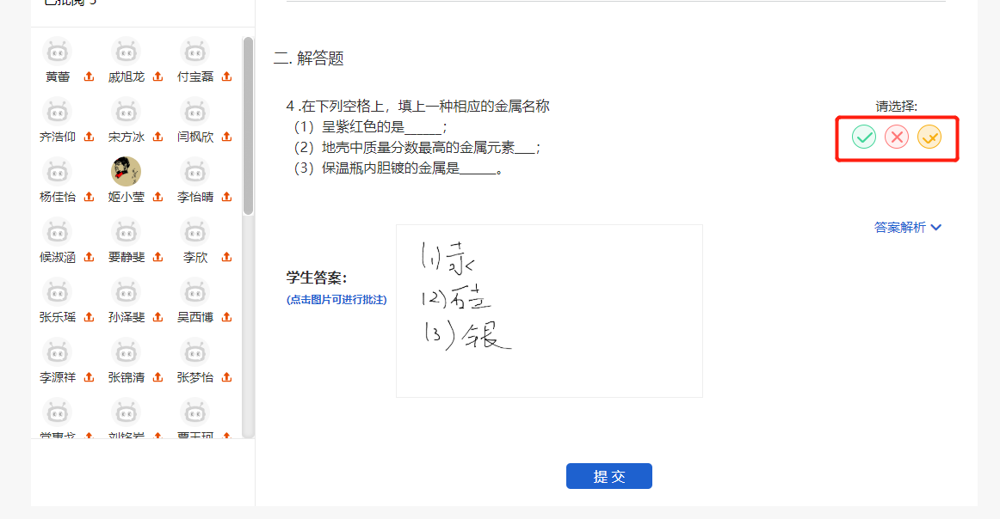 二. 解答题
黄蕾 戚旭龙 付宝磊
齐浩仰 宋方冰 闫枫欣
杨佳怡 姬小莹 李怡晴
候淑涵 要静斐 李欣
张乐瑶 孙泽斐 吴西博
李源祥 张锦清 张梦怡
4 .在下列空格上，填上一种相应的金属名称
（1）呈紫红色的是______；
（2）地壳中质量分数最高的金属元素___；
（3）保温瓶内胆镀的金属是______。
请选择:
答案解析
学生答案：
(点击图片可进行批注)
(1)
(2)硅
(3)银
提 交